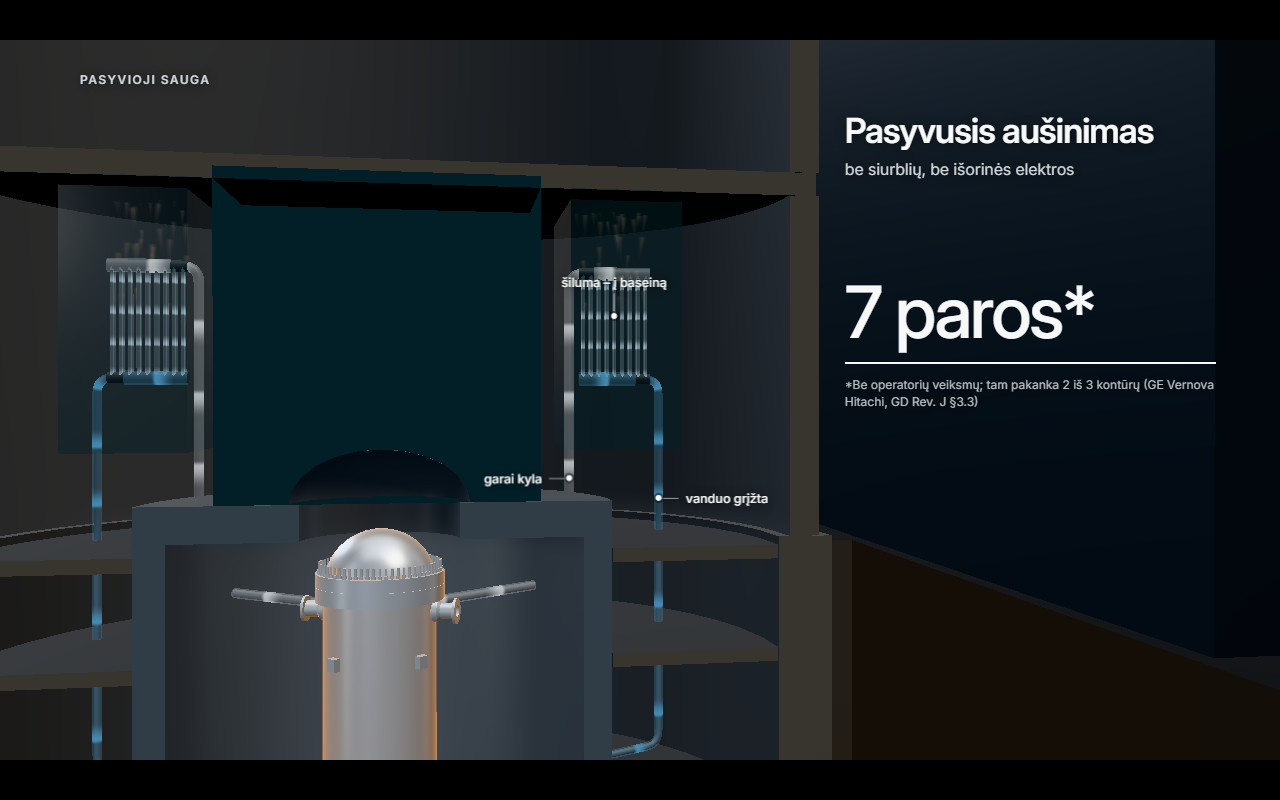 PASYVIOJI SAUGA
Pasyvusis aušinimas
be siurblių, be išorinės elektros
7 paros*
*Be operatorių veiksmų; tam pakanka 2 iš 3 kontūrų (GE Vernova
Hitachi, GD Rev. J §3.3)
šiluma – į baseiną
garai kyla
vanduo grįžta